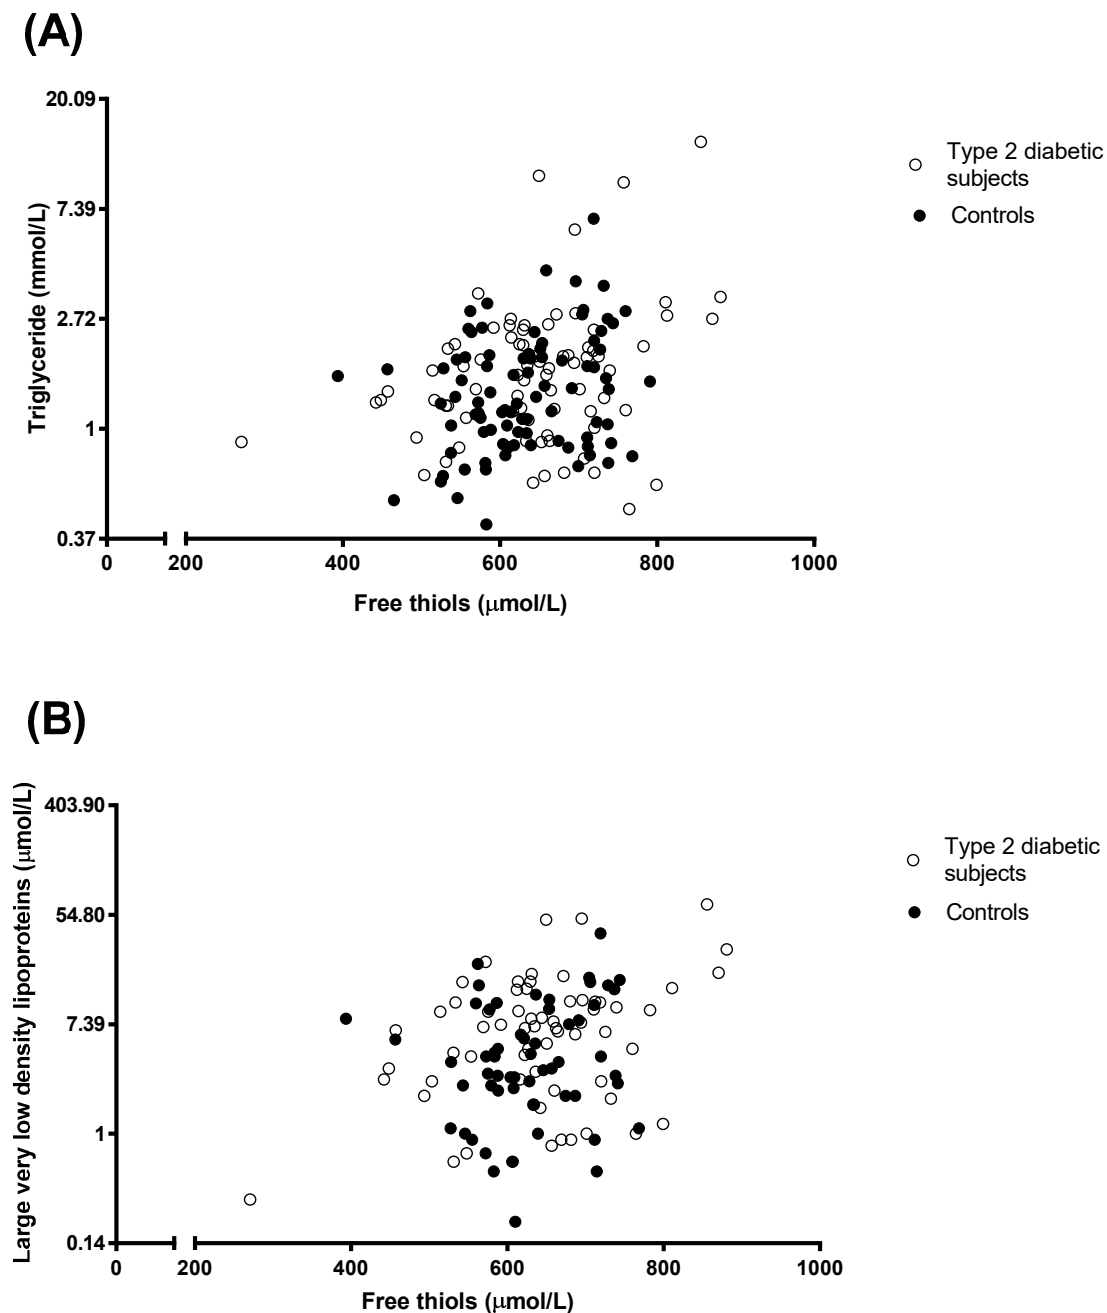 (A)
20.09
7.39
2.72
1
0.37
Triglyceride (mmol/L)
0
200
400
600
800
1000
Free thiols (μmol/L)
Type 2 diabetic
subjects
Controls
(B)
403.90
54.80
7.39
1
0.14
Large very low density lipoproteins (μmol/L)
0
200
400
600
800
1000
Free thiols (μmol/L)
Type 2 diabetic
subjects
Controls